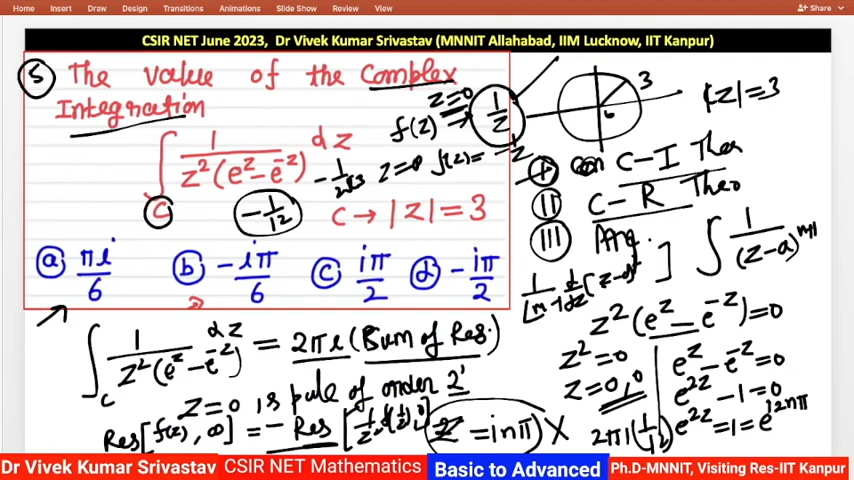 Home Insert Draw Design Transitions Animations Slide Show Review View Share
CSIR NET June 2023, Dr Vivek Kumar Srivastav (MNNIT Allahabad, IIM Lucknow, IIT Kanpur)
5 The value of the Complex
Integration
∫_C 1/(z²(e^z-e^-z)) dz
z=0
f(z) → 1/z
3
|z|=3
z=0 f(z)=
-1/12
C → |z|=3
I C-I Theo
II C-R Theo
III Arg.
∫ 1/(z-a)^n+1
a πi/6 b -iπ/6 c iπ/2 d -iπ/2
∫_C 1/(z²(e^z-e^-z)) dz = 2πi (Sum of Res.)
z=0 is pole of order 2
Res[f(z), ∞] = - Res
z=inπ X
z²(e^z-e^-z)=0
z²=0
z=0,0
e^z-e^-z=0
e^2z-1=0
e^2z=1=e^i2nπ
2πi(1/12)
Dr Vivek Kumar Srivastav CSIR NET Mathematics Basic to Advanced Ph.D-MNNIT, Visiting Res-IIT Kanpur